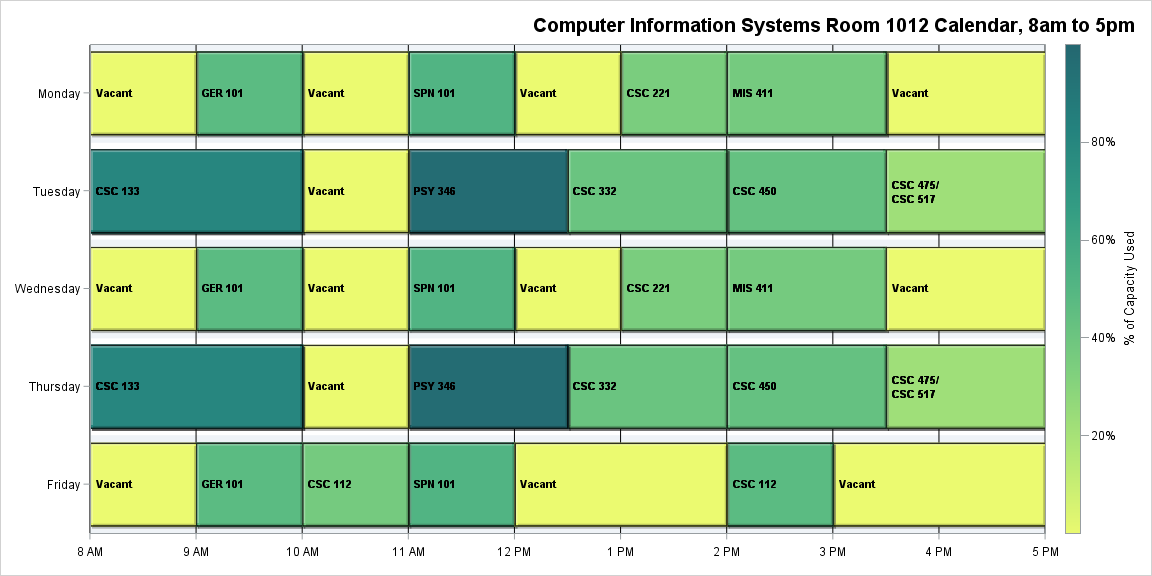 Computer Information Systems Room 1012 Calendar, 8am to 5pm
Monday
Vacant
GER 101
Vacant
SPN 101
Vacant
CSC 221
MIS 411
Vacant
Tuesday
CSC 133
Vacant
PSY 346
CSC 332
CSC 450
CSC 475/
CSC 517
Wednesday
Vacant
GER 101
Vacant
SPN 101
Vacant
CSC 221
MIS 411
Vacant
Thursday
CSC 133
Vacant
PSY 346
CSC 332
CSC 450
CSC 475/
CSC 517
Friday
Vacant
GER 101
CSC 112
SPN 101
Vacant
CSC 112
Vacant
8 AM
9 AM
10 AM
11 AM
12 PM
1 PM
2 PM
3 PM
4 PM
5 PM
80%
60%
40%
20%
% of Capacity Used